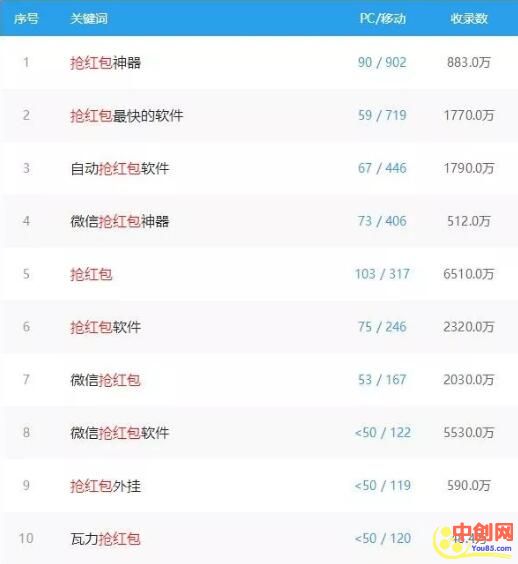 序号 关键词 PC/移动 收录数
1 抢红包神器 90 / 902 883.0万
2 抢红包最快的软件 59 / 719 1770.0万
3 自动抢红包软件 67 / 446 1790.0万
4 微信抢红包神器 73 / 406 512.0万
5 抢红包 103 / 317 6510.0万
6 抢红包软件 75 / 246 2320.0万
7 微信抢红包 53 / 167 2030.0万
8 微信抢红包软件 <50 / 122 5530.0万
9 抢红包外挂 <50 / 119 590.0万
10 瓦力抢红包 <50 / 120
中创网
You85.com